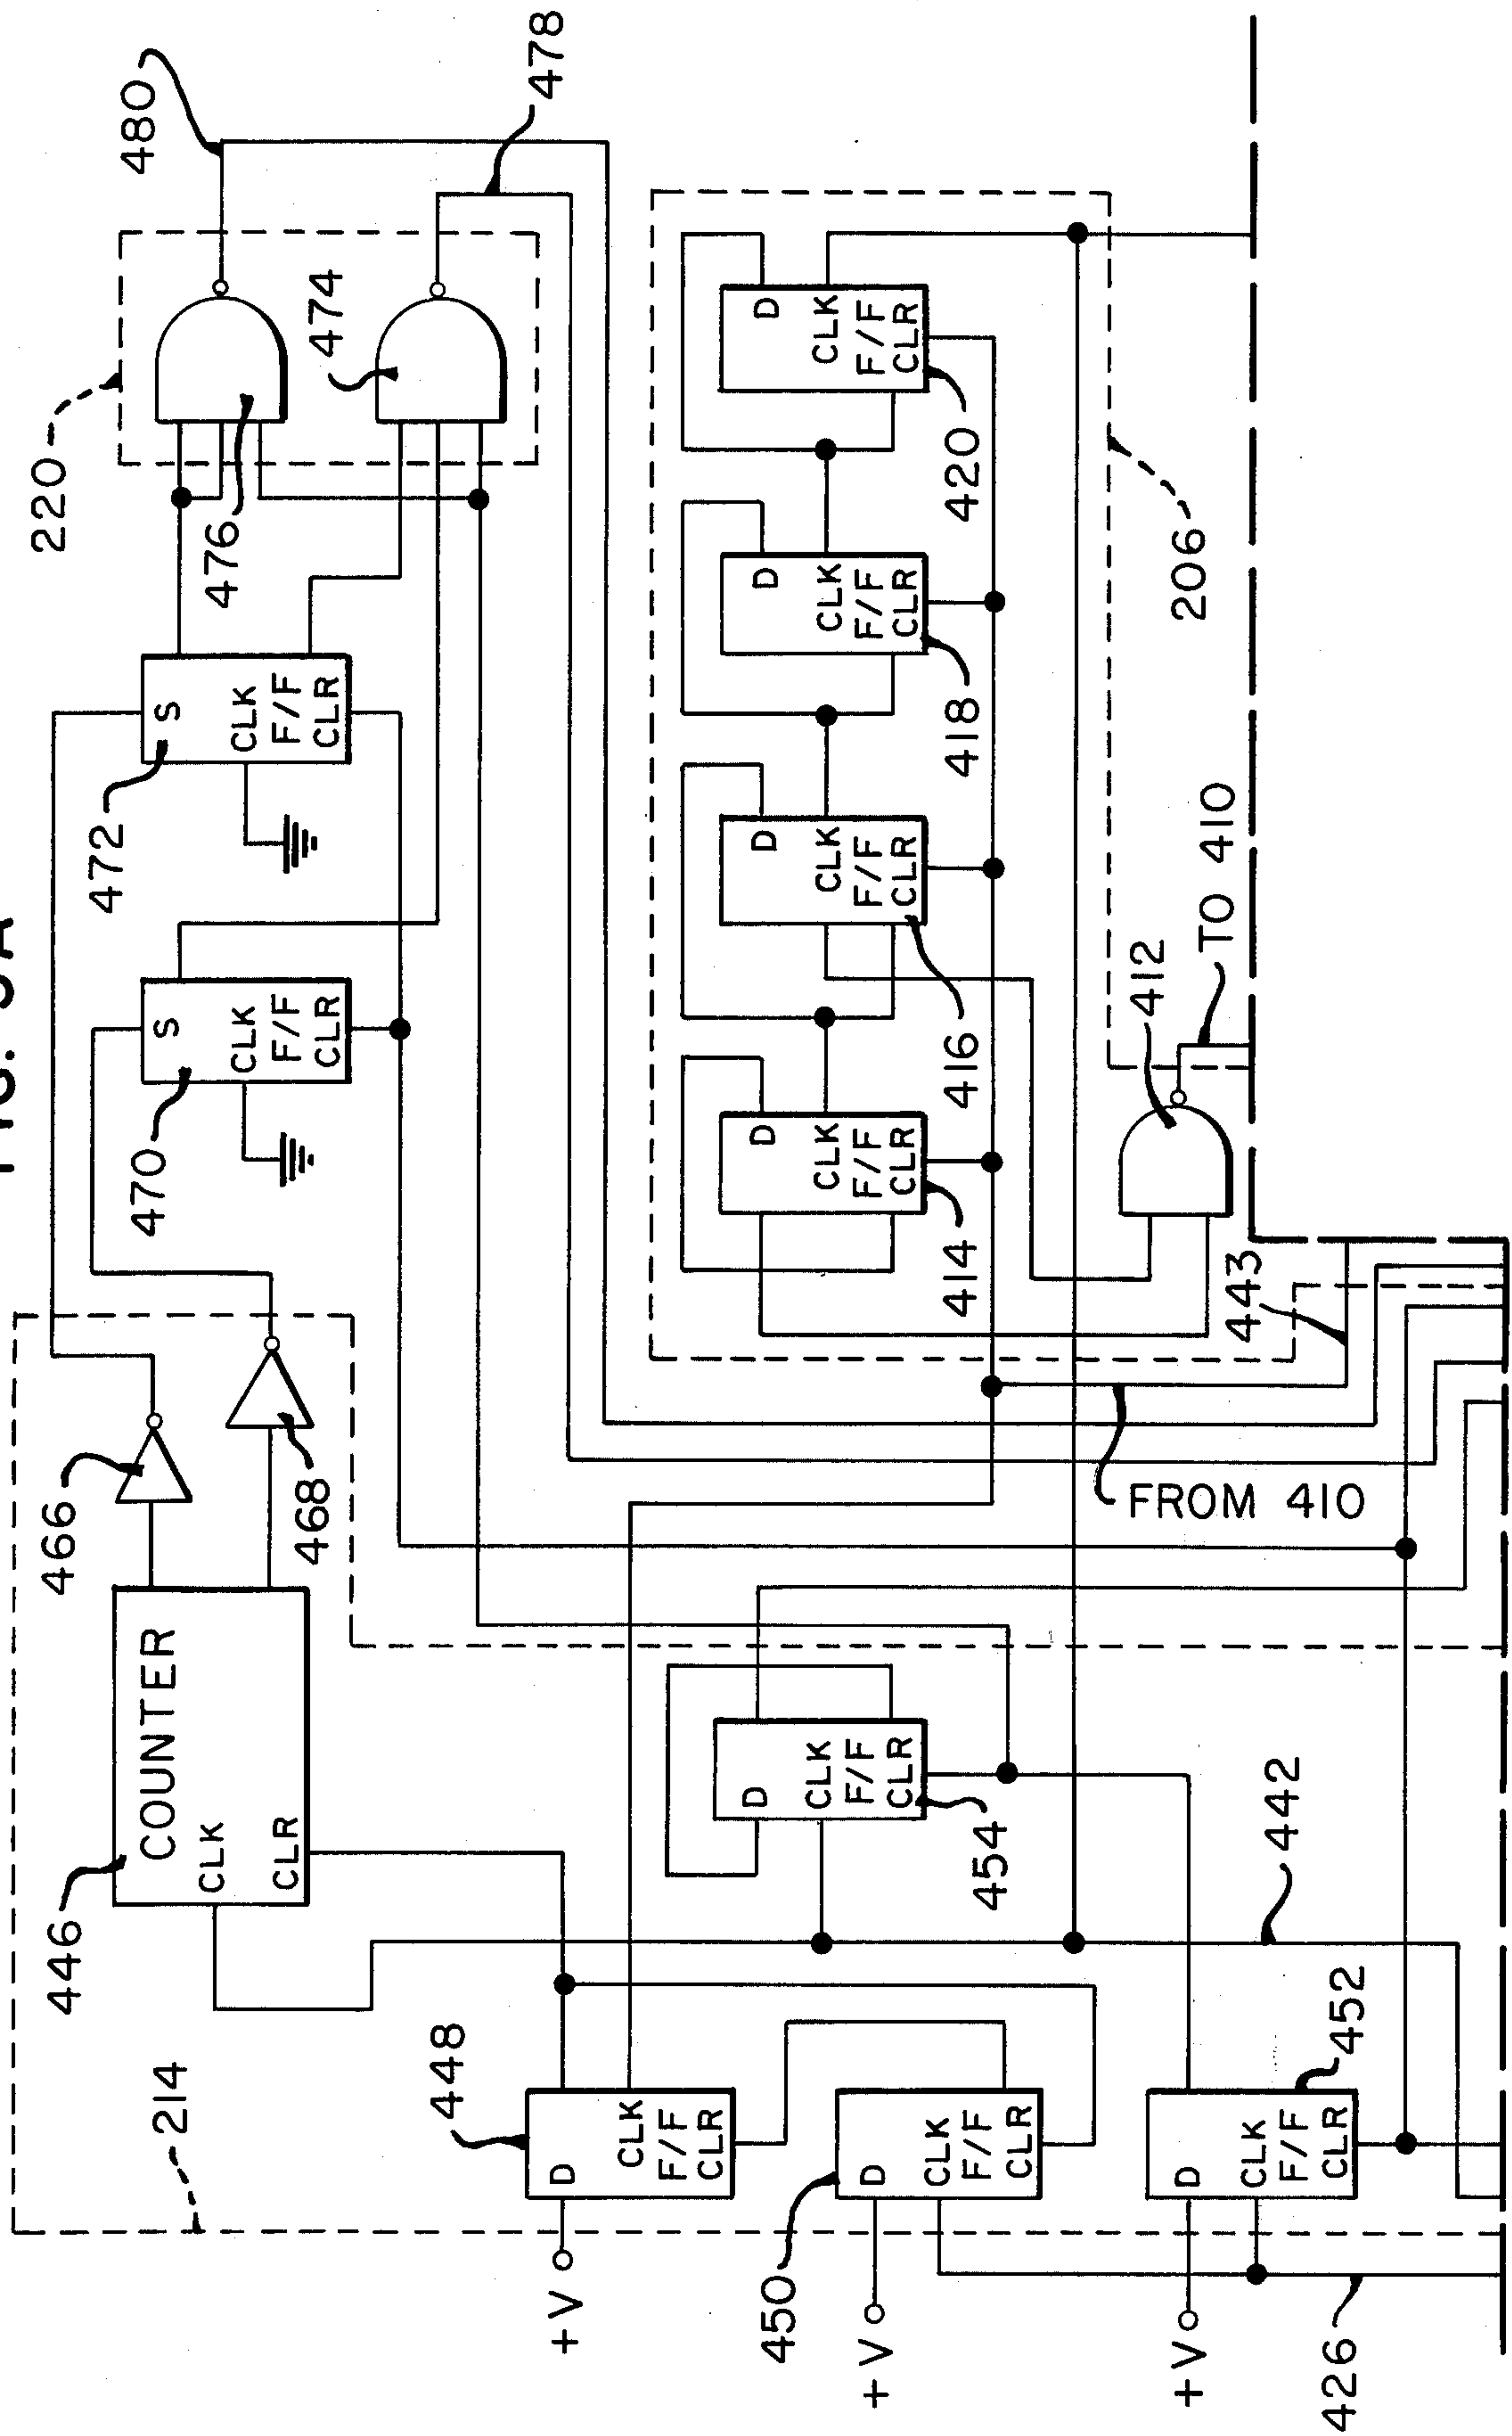 480
478
220
476
474
472
S
CLK
F/F
CLR
470
S
CLK
F/F
CLR
466
468
446
COUNTER
CLK
CLR
214
D
CLK
F/F
CLR
420
D
CLK
F/F
CLR
418
D
CLK
F/F
CLR
416
D
CLK
F/F
CLR
414
206
412
TO 410
443
FROM 410
D
CLK
F/F
CLR
454
442
448
D
CLK
F/F
CLR
+V
450
D
CLK
F/F
CLR
+V
452
D
CLK
F/F
CLR
+V
426